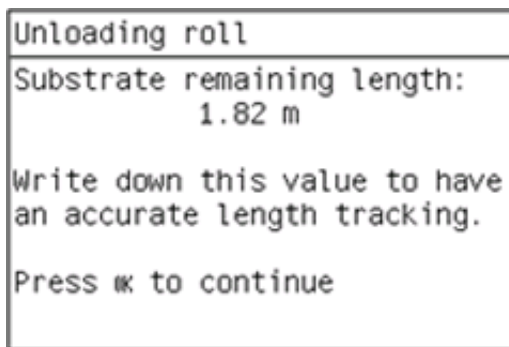 Unloading roll
Substrate remaining length:
1.82 m
Write down this value to have
an accurate length tracking.
Press OK to continue